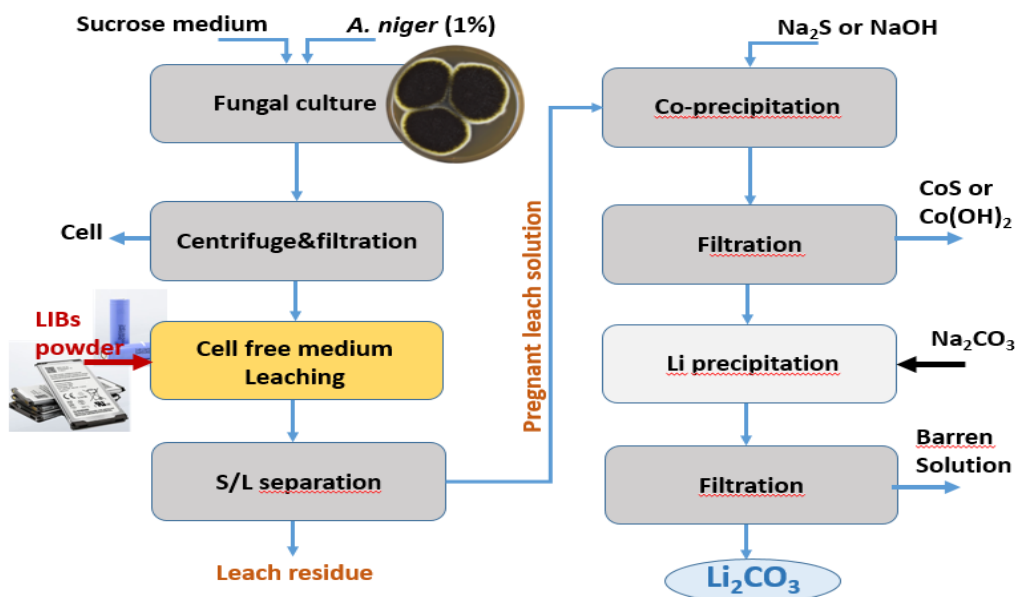 Sucrose medium
A. niger (1%)
Fungal culture
Centrifuge&filtration
Cell
LIBs
powder
Cell free medium
Leaching
S/L separation
Leach residue
Pregnant leach solution
Na₂S or NaOH
Co-precipitation
Filtration
CoS or
Co(OH)₂
Li precipitation
Na₂CO₃
Filtration
Barren
Solution
Li₂CO₃